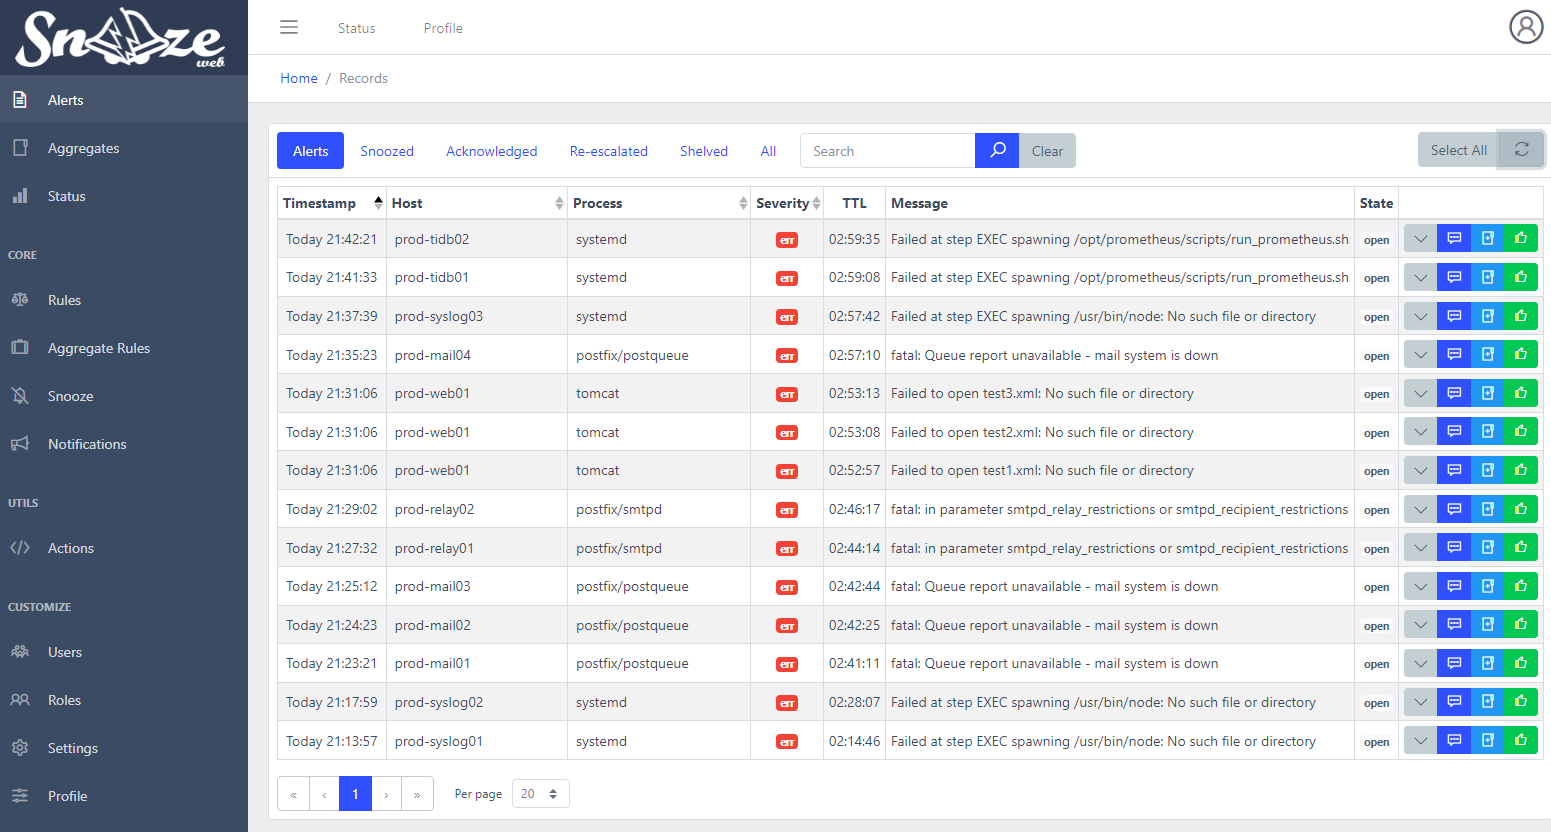 Snooze
web
Status Profile
Home / Records
Alerts
Aggregates
Status
CORE
Rules
Aggregate Rules
Snooze
Notifications
UTILS
Actions
CUSTOMIZE
Users
Roles
Settings
Profile
Alerts Snoozed Acknowledged Re-escalated Shelved All Search Clear Select All
Timestamp Host Process Severity TTL Message State
Today 21:42:21 prod-tidb02 systemd err 02:59:35 Failed at step EXEC spawning /opt/prometheus/scripts/run_prometheus.sh: open
Today 21:41:33 prod-tidb01 systemd err 02:59:08 Failed at step EXEC spawning /opt/prometheus/scripts/run_prometheus.sh: open
Today 21:37:39 prod-syslog03 systemd err 02:57:42 Failed at step EXEC spawning /usr/bin/node: No such file or directory open
Today 21:35:23 prod-mail04 postfix/postqueue err 02:57:10 fatal: Queue report unavailable - mail system is down open
Today 21:31:06 prod-web01 tomcat err 02:53:13 Failed to open test3.xml: No such file or directory open
Today 21:31:06 prod-web01 tomcat err 02:53:08 Failed to open test2.xml: No such file or directory open
Today 21:31:06 prod-web01 tomcat err 02:52:57 Failed to open test1.xml: No such file or directory open
Today 21:29:02 prod-relay02 postfix/smtpd err 02:46:17 fatal: in parameter smtpd_relay_restrictions or smtpd_recipient_restrictions open
Today 21:27:32 prod-relay01 postfix/smtpd err 02:44:14 fatal: in parameter smtpd_relay_restrictions or smtpd_recipient_restrictions open
Today 21:25:12 prod-mail03 postfix/postqueue err 02:42:44 fatal: Queue report unavailable - mail system is down open
Today 21:24:23 prod-mail02 postfix/postqueue err 02:42:25 fatal: Queue report unavailable - mail system is down open
Today 21:23:21 prod-mail01 postfix/postqueue err 02:41:11 fatal: Queue report unavailable - mail system is down open
Today 21:17:59 prod-syslog02 systemd err 02:28:07 Failed at step EXEC spawning /usr/bin/node: No such file or directory open
Today 21:13:57 prod-syslog01 systemd err 02:14:46 Failed at step EXEC spawning /usr/bin/node: No such file or directory open
« ‹ 1 › » Per page 20